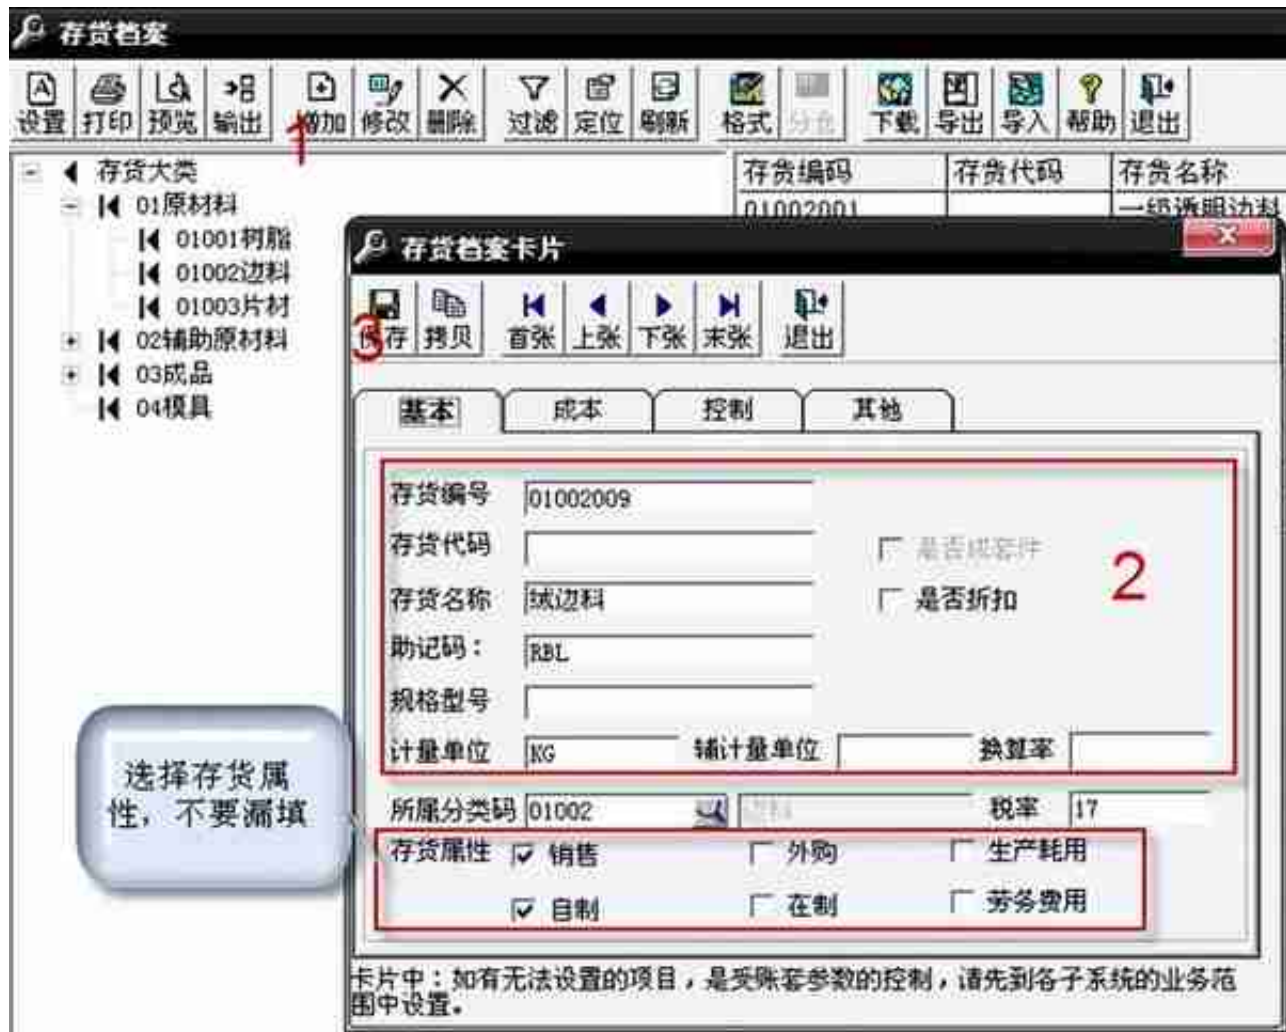 存货档案
设置 打印 预览 输出 增加 修改 删除 过滤 定位 刷新 格式 分仓 下载 导出 导入 帮助 退出
1
存货大类
01原材料
01001树脂
01002边料
01003片材
02辅助原材料
03成品
04模具
存货编码 存货代码 存货名称
01002001 一级透明边料
存货档案卡片
保存 拷贝 首张 上张 下张 末张 退出
3
基本 成本 控制 其他
存货编号 01002009
存货代码 是否成套件
2
存货名称 绒边料 是否折扣
助记码: RBL
规格型号
计量单位 KG 辅计量单位 换算率
所属分类码 01002 边料 税率 17
存货属性 销售 外购 生产耗用
自制 在制 劳务费用
选择存货属
性，不要漏填
卡片中：如有无法设置的项目，是受账套参数的控制，请先到各子系统的业务范
围中设置。